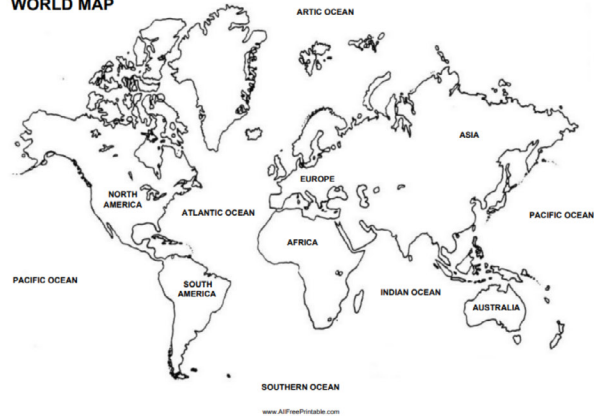 WORLD MAP
ARTIC OCEAN
ASIA
EUROPE
NORTH
AMERICA
ATLANTIC OCEAN
PACIFIC OCEAN
AFRICA
PACIFIC OCEAN
SOUTH
AMERICA
INDIAN OCEAN
AUSTRALIA
SOUTHERN OCEAN
www.AllFreePrintable.com